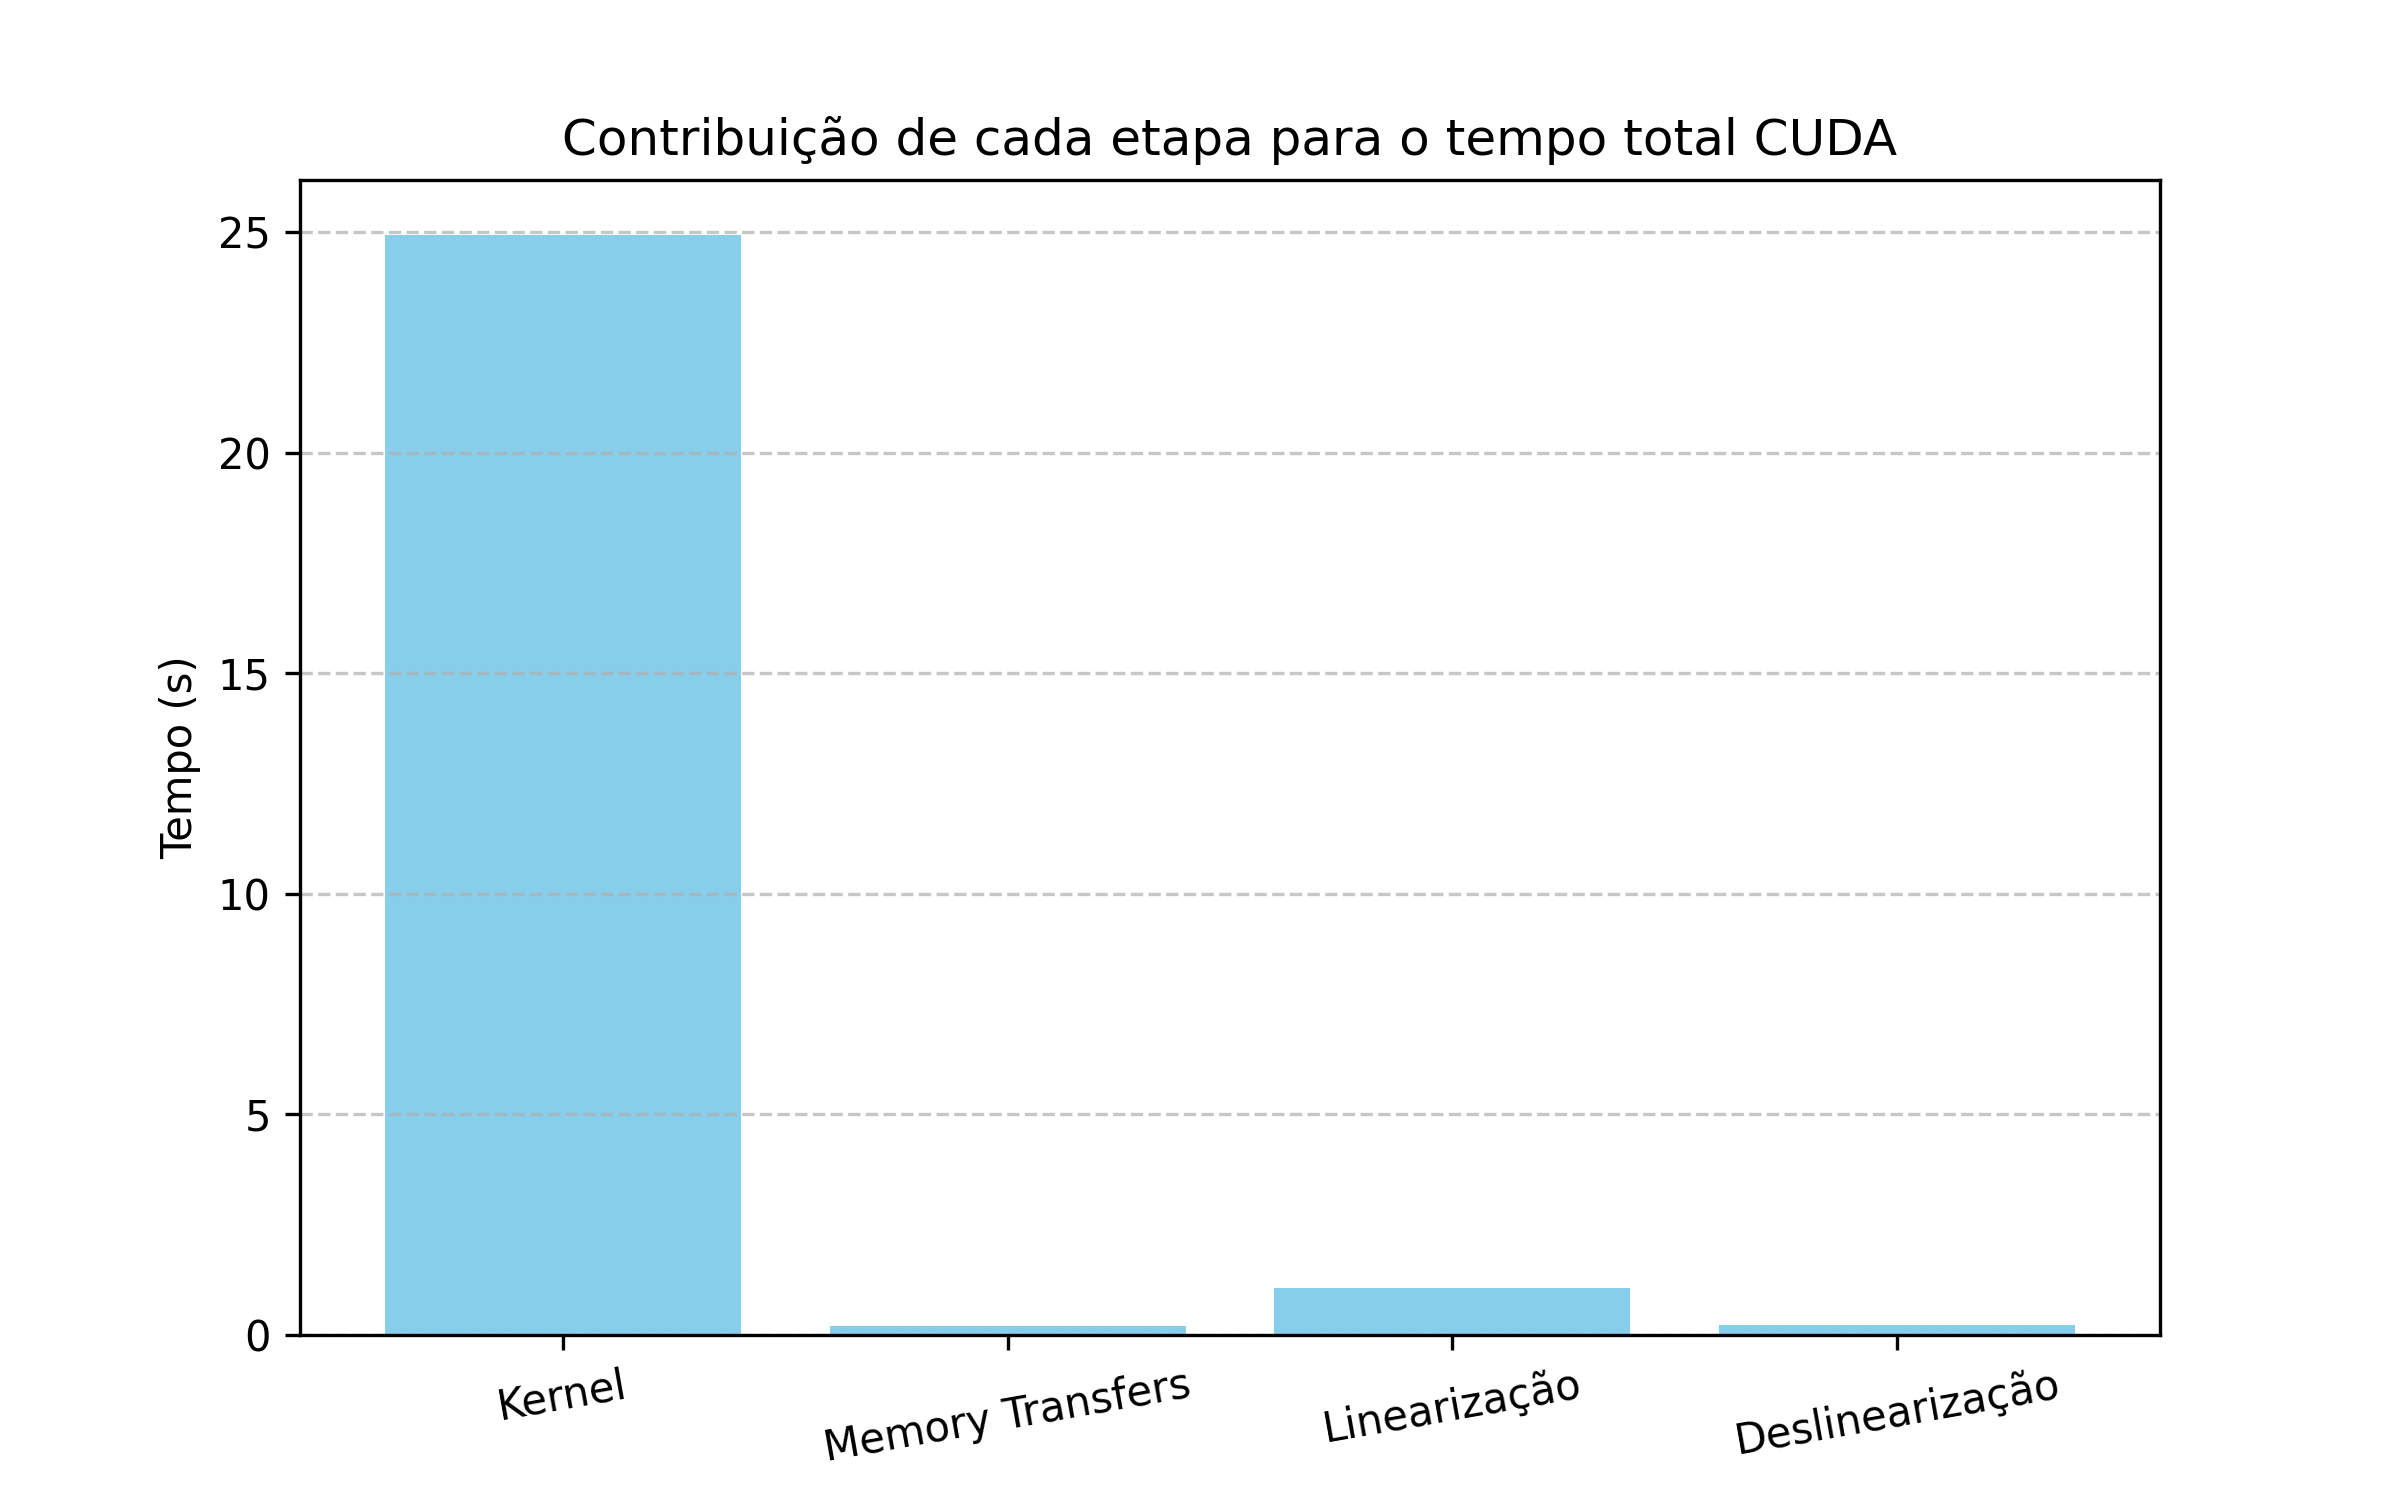 Contribuição de cada etapa para o tempo total CUDA
Tempo (s)
25
20
15
10
5
0
Kernel
Memory Transfers
Linearização
Deslinearização